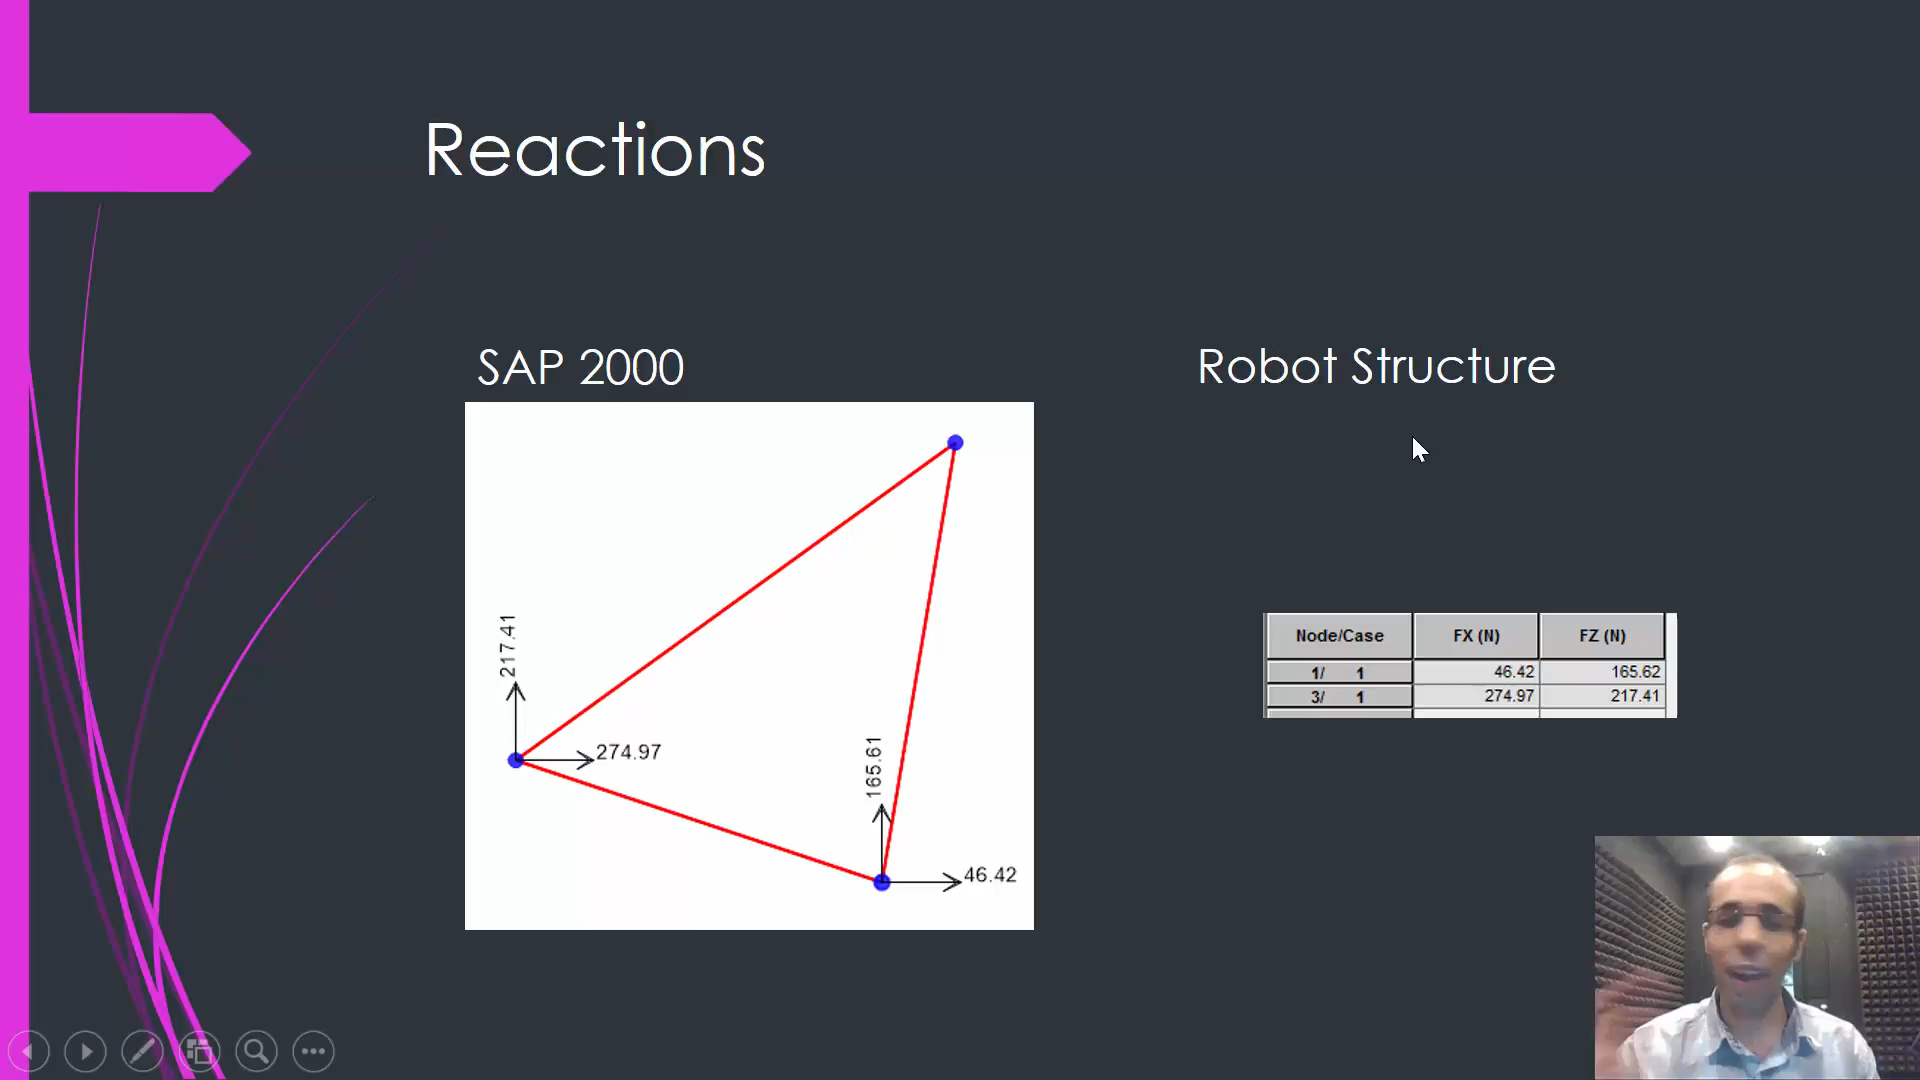 Reactions
SAP 2000
217.41
274.97
165.61
46.42
Robot Structure
Node/Case FX (N) FZ (N)
1/ 1 46.42 165.62
3/ 1 274.97 217.41